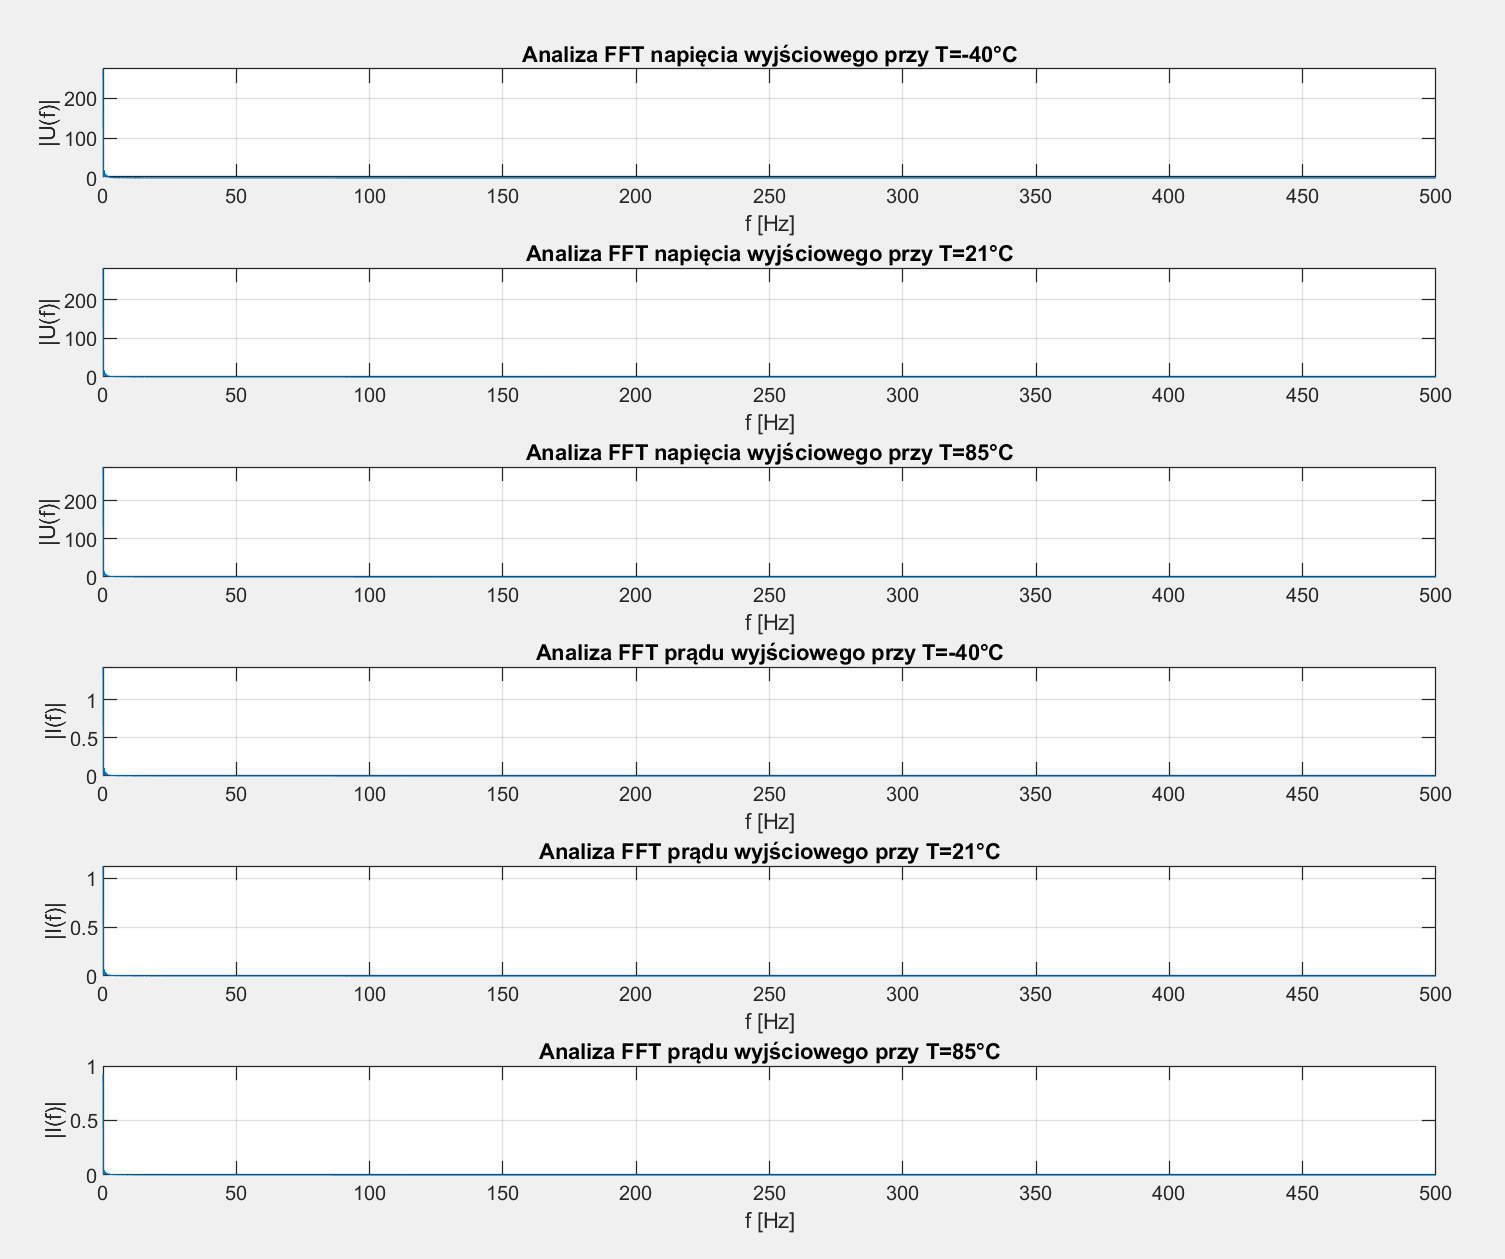 Analiza FFT napięcia wyjściowego przy T=-40°C
|U(f)|
200
100
0
0 50 100 150 200 250 300 350 400 450 500
f [Hz]
Analiza FFT napięcia wyjściowego przy T=21°C
|U(f)|
200
100
0
0 50 100 150 200 250 300 350 400 450 500
f [Hz]
Analiza FFT napięcia wyjściowego przy T=85°C
|U(f)|
200
100
0
0 50 100 150 200 250 300 350 400 450 500
f [Hz]
Analiza FFT prądu wyjściowego przy T=-40°C
|I(f)|
1
0.5
0
0 50 100 150 200 250 300 350 400 450 500
f [Hz]
Analiza FFT prądu wyjściowego przy T=21°C
|I(f)|
1
0.5
0
0 50 100 150 200 250 300 350 400 450 500
f [Hz]
Analiza FFT prądu wyjściowego przy T=85°C
|I(f)|
1
0.5
0
0 50 100 150 200 250 300 350 400 450 500
f [Hz]